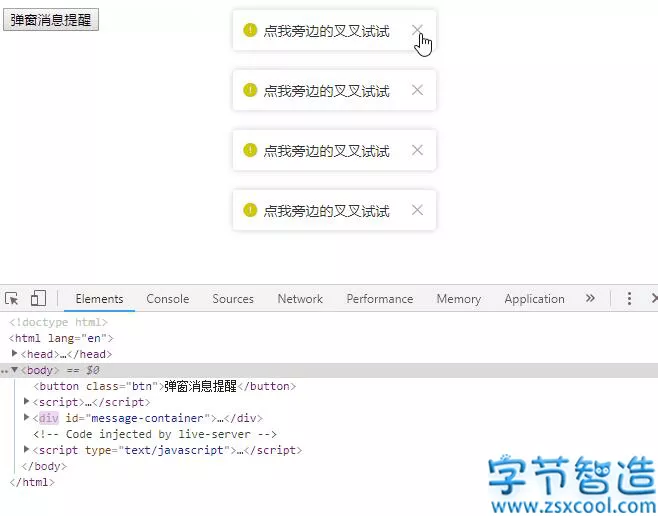 弹窗消息提醒
! 点我旁边的叉叉试试 ×
! 点我旁边的叉叉试试 ×
! 点我旁边的叉叉试试 ×
! 点我旁边的叉叉试试 ×
Elements Console Sources Network Performance Memory Application » ⋮ ×
<!doctype html>
<html lang="en">
▶<head>…</head>
…▼<body> == $0
<button class="btn">弹窗消息提醒</button>
▶<script>…</script>
▶<div id="message-container">…</div>
<!-- Code injected by live-server -->
▶<script type="text/javascript">…</script>
</body>
</html>
字节智造
www.zsxcool.com